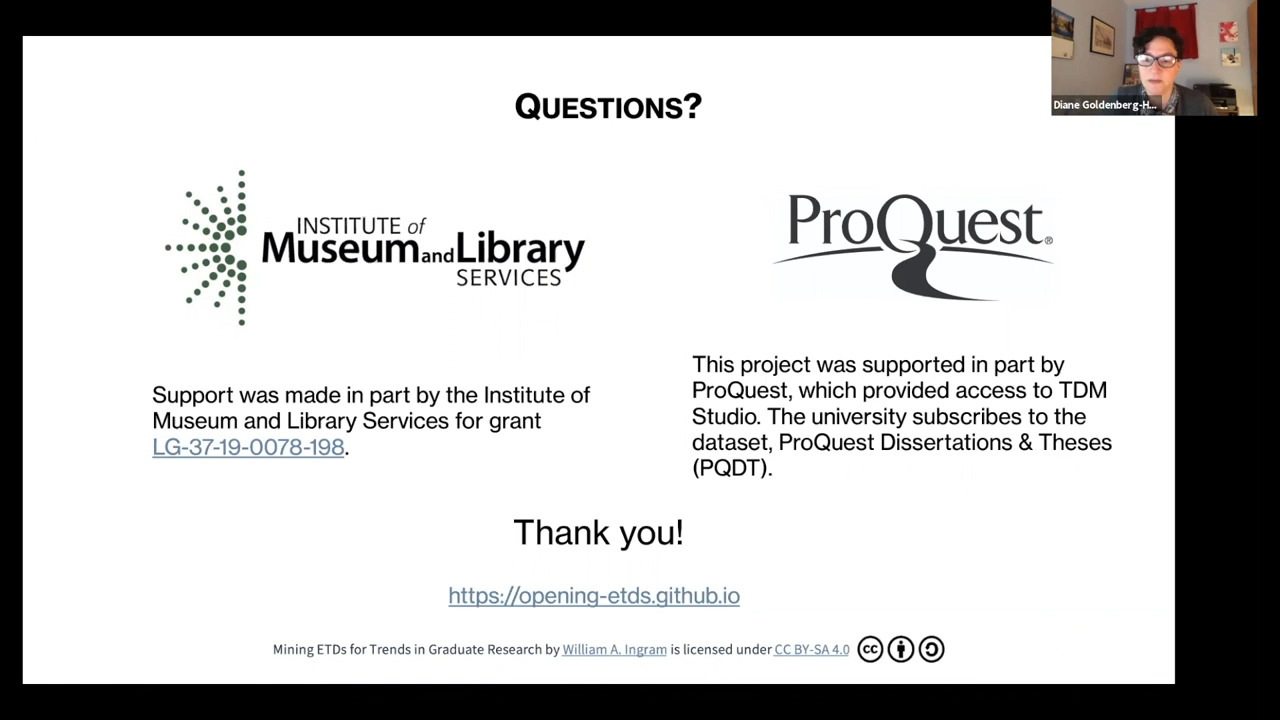 Diane Goldenberg-H...
QUESTIONS?
INSTITUTE of
Museum and Library
SERVICES
ProQuest®
Support was made in part by the Institute of
Museum and Library Services for grant
LG-37-19-0078-198.
This project was supported in part by
ProQuest, which provided access to TDM
Studio. The university subscribes to the
dataset, ProQuest Dissertations & Theses
(PQDT).
Thank you!
https://opening-etds.github.io
Mining ETDs for Trends in Graduate Research by William A. Ingram is licensed under CC BY-SA 4.0 cc